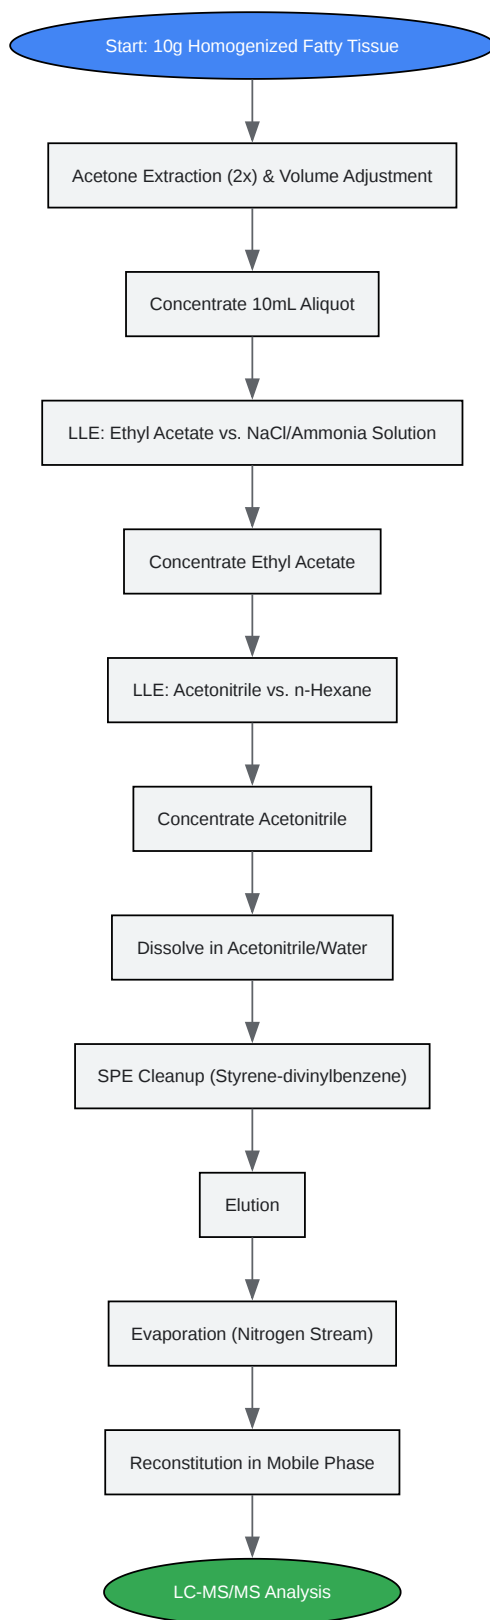 Start: 10g Homogenized Fatty Tissue
Acetone Extraction (2x) & Volume Adjustment
Concentrate 10mL Aliquot
LLE: Ethyl Acetate vs. NaCl/Ammonia Solution
Concentrate Ethyl Acetate
LLE: Acetonitrile vs. n-Hexane
Concentrate Acetonitrile
Dissolve in Acetonitrile/Water
SPE Cleanup (Styrene-divinylbenzene)
Elution
Evaporation (Nitrogen Stream)
Reconstitution in Mobile Phase
LC-MS/MS Analysis